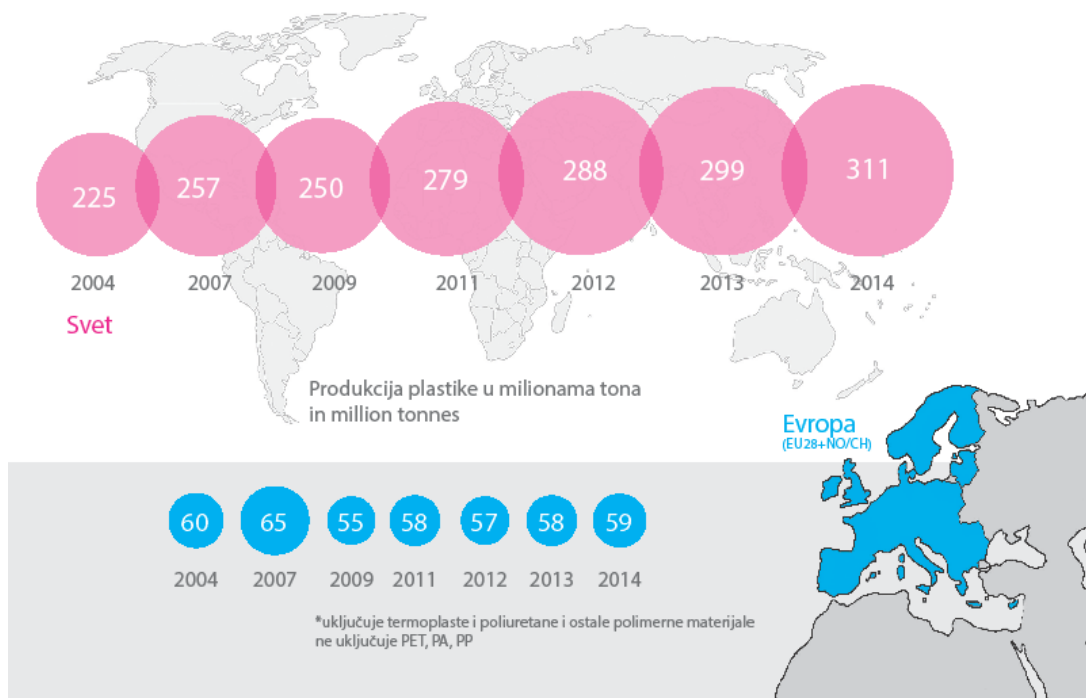 225 257 250 279 288 299 311
2004 2007 2009 2011 2012 2013 2014
Svet
Produkcija plastike u milionama tona
in million tonnes
Evropa
(EU28+NO/CH)
60 65 55 58 57 58 59
2004 2007 2009 2011 2012 2013 2014
*uključuje termoplaste i poliuretane i ostale polimerne materijale
ne uključuje PET, PA, PP